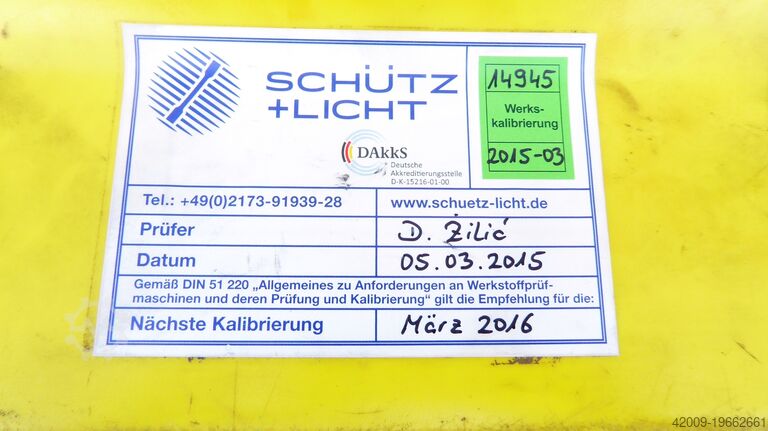 SCHÜTZ
+LICHT
DAkkS
Deutsche
Akkreditierungsstelle
D-K-15216-01-00
14945
Werks-
kalibrierung
2015-03
Tel.: +49(0)2173-91939-28
www.schuetz-licht.de
Prüfer
D. Žilić
Datum
05.03.2015
Gemäß DIN 51 220 „Allgemeines zu Anforderungen an Werkstoffprüf-
maschinen und deren Prüfung und Kalibrierung“ gilt die Empfehlung für die:
Nächste Kalibrierung
März 2016
42009-19662661